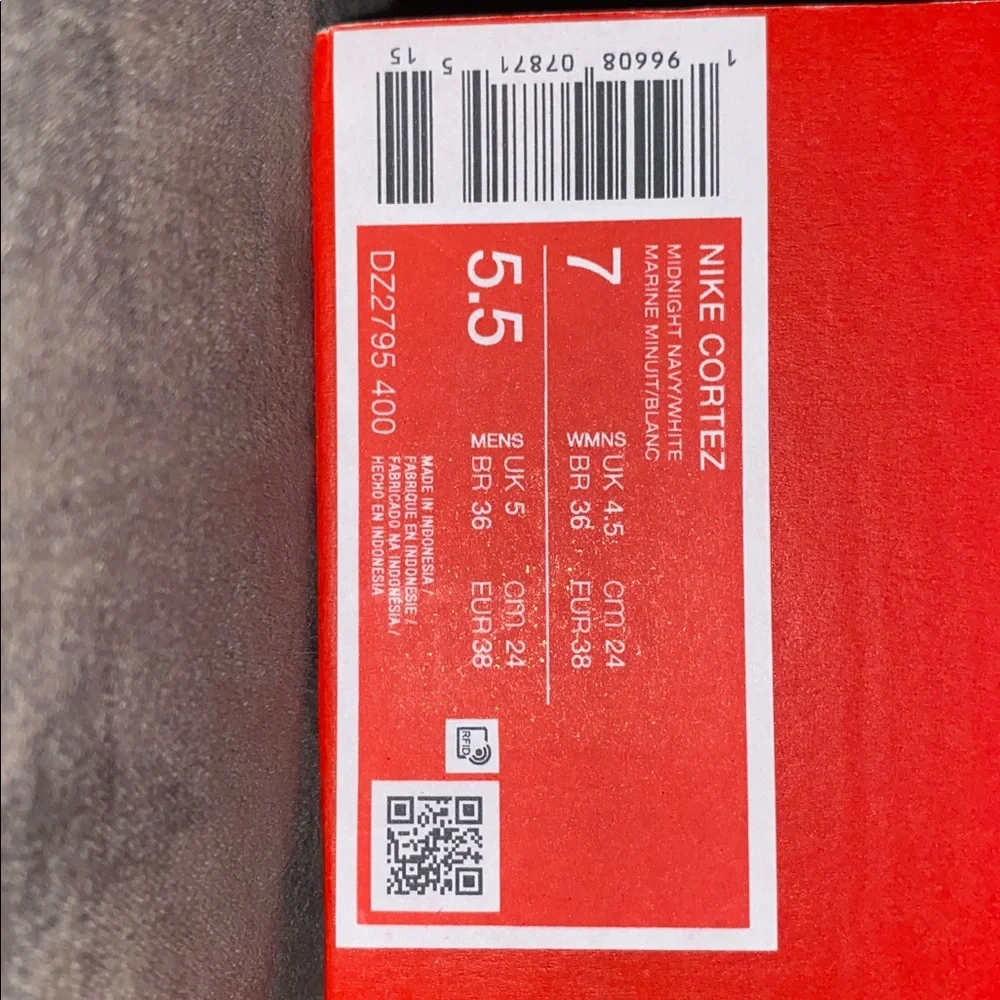 NIKE CORTEZ
MIDNIGHT NAVY/WHITE
MARINE MINUIT/BLANC
7
WMNS UK 4.5 cm 24
BR 36 EUR 38
5.5
MENS UK 5 cm 24
BR 36 EUR 38
DZ2795 400
MADE IN INDONESIA /
FABRIQUE EN INDONESIE /
FABRICADO NA INDONÉSIA /
HECHO EN INDONESIA
RFID
1 96608 07871 5 15